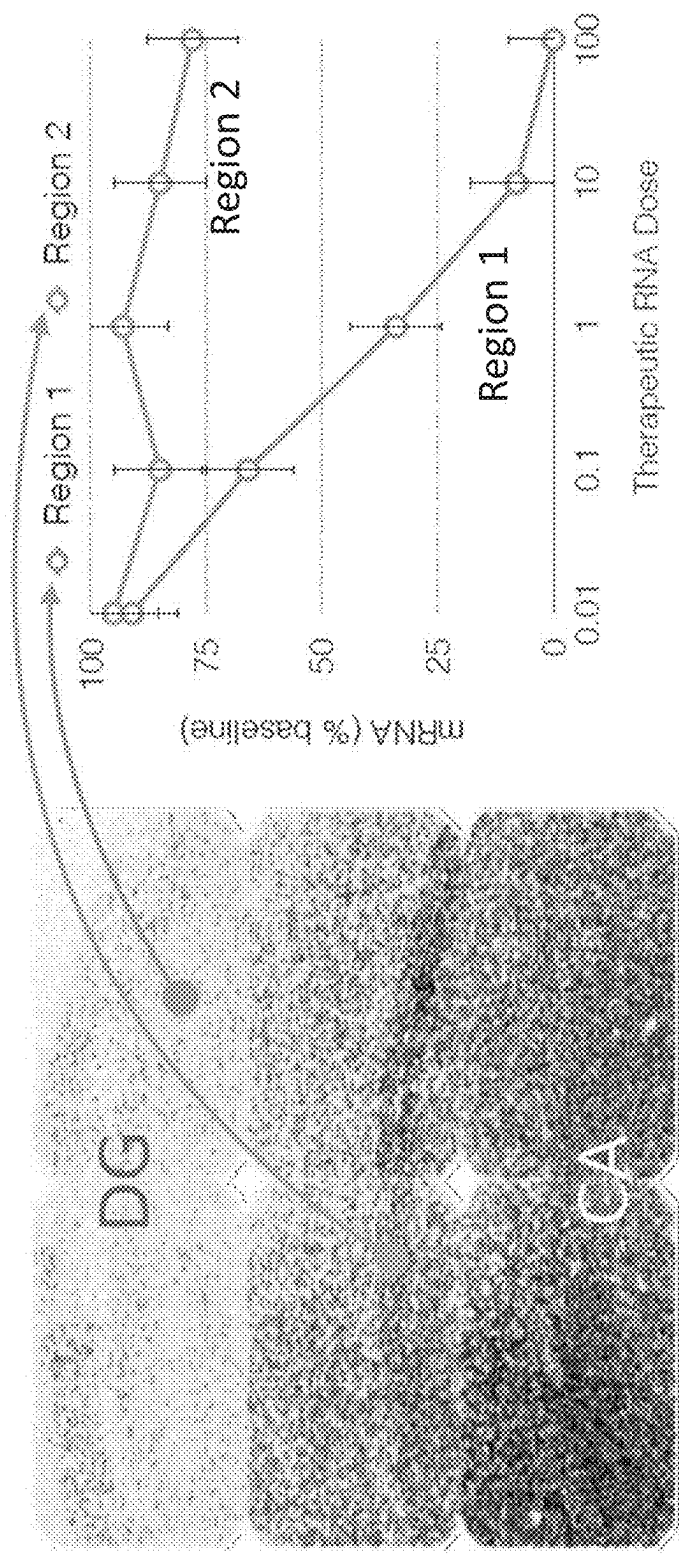 DG
CA
Region 1
Region 2
mRNA (% baseline)
100
75
50
25
0
Region 2
Region 1
0.01
0.1
1
10
100
Therapeutic RNA Dose